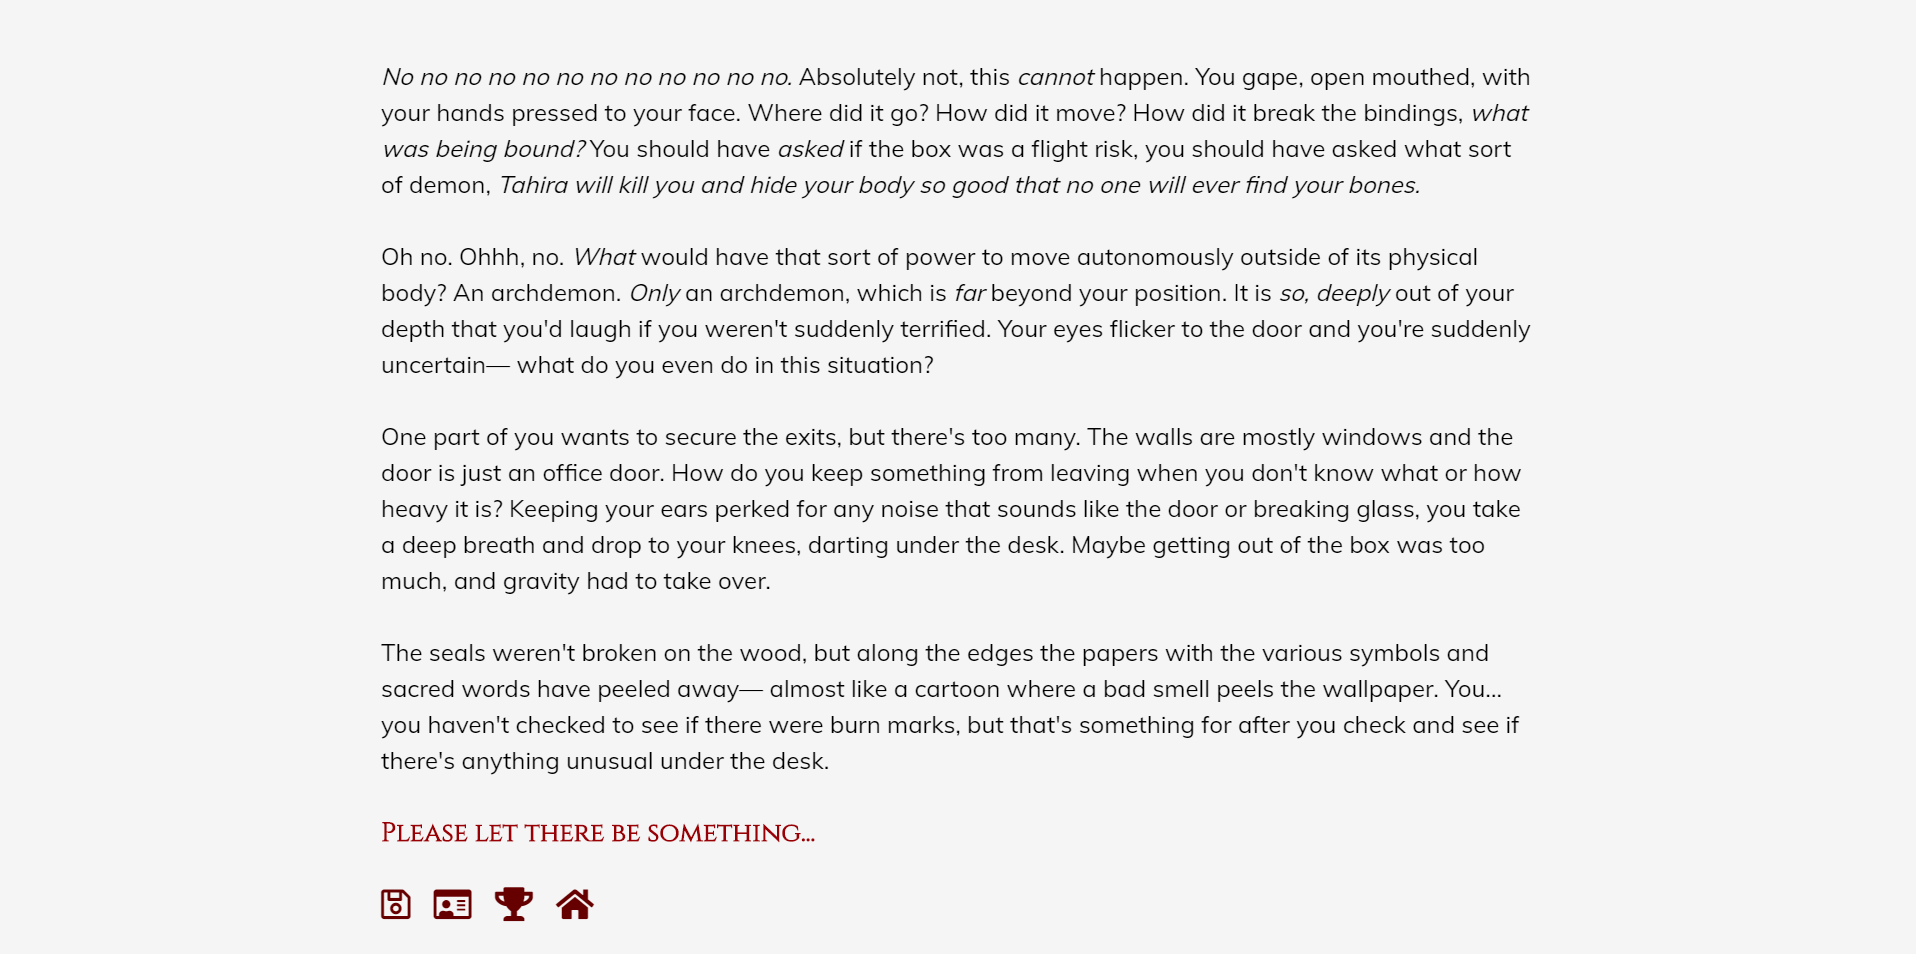 No no no no no no no no no no no no. Absolutely not, this cannot happen. You gape, open mouthed, with
your hands pressed to your face. Where did it go? How did it move? How did it break the bindings, what
was being bound? You should have asked if the box was a flight risk, you should have asked what sort
of demon, Tahira will kill you and hide your body so good that no one will ever find your bones.
Oh no. Ohhh, no. What would have that sort of power to move autonomously outside of its physical
body? An archdemon. Only an archdemon, which is far beyond your position. It is so, deeply out of your
depth that you'd laugh if you weren't suddenly terrified. Your eyes flicker to the door and you're suddenly
uncertain— what do you even do in this situation?
One part of you wants to secure the exits, but there's too many. The walls are mostly windows and the
door is just an office door. How do you keep something from leaving when you don't know what or how
heavy it is? Keeping your ears perked for any noise that sounds like the door or breaking glass, you take
a deep breath and drop to your knees, darting under the desk. Maybe getting out of the box was too
much, and gravity had to take over.
The seals weren't broken on the wood, but along the edges the papers with the various symbols and
sacred words have peeled away— almost like a cartoon where a bad smell peels the wallpaper. You...
you haven't checked to see if there were burn marks, but that's something for after you check and see if
there's anything unusual under the desk.
Please let there be something...